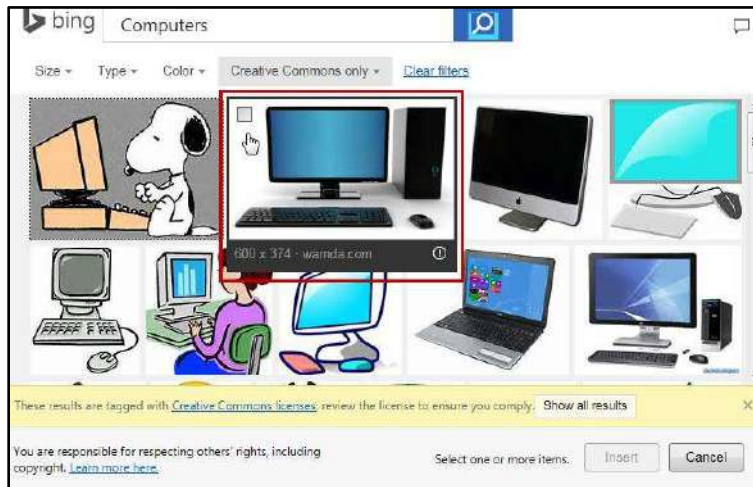 bing Computers
Size Type Color Creative Commons only Clear filters
600 x 374 · wamda.com
These results are tagged with Creative Commons licenses; review the license to ensure you comply. Show all results
You are responsible for respecting others' rights, including
copyright. Learn more here.
Select one or more items. Insert Cancel